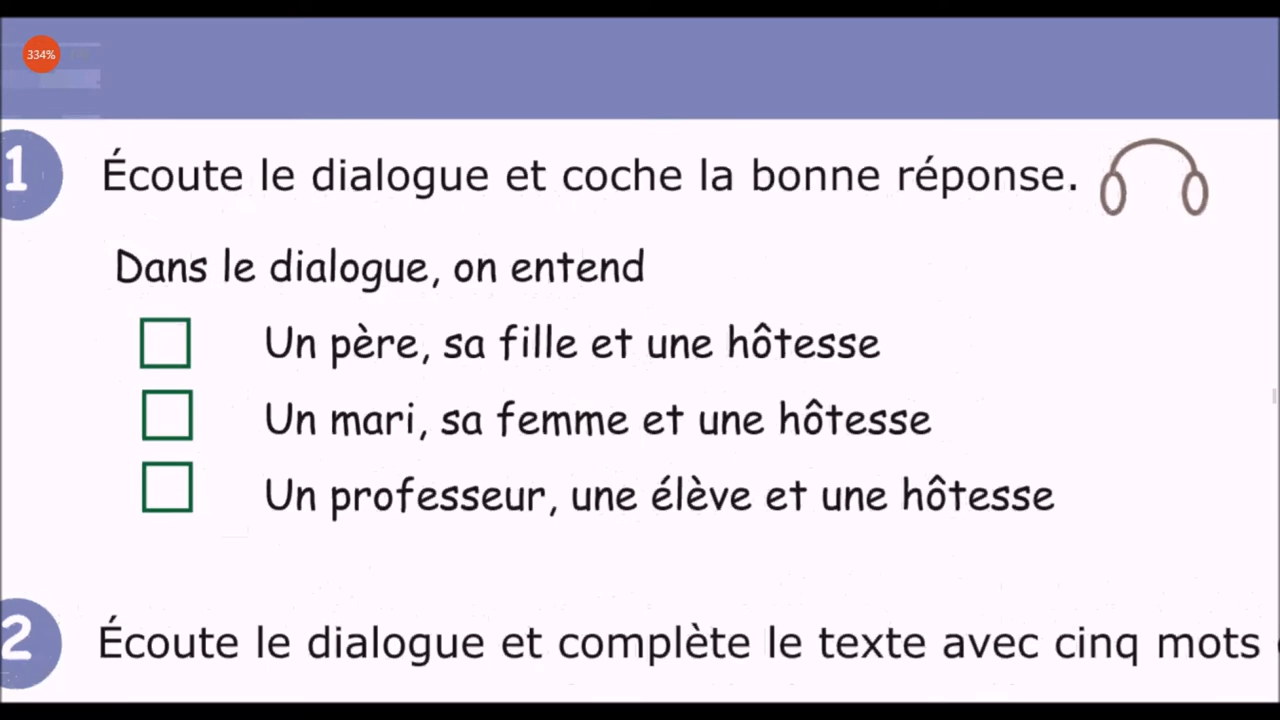 334%
1 Écoute le dialogue et coche la bonne réponse.
Dans le dialogue, on entend
Un père, sa fille et une hôtesse
Un mari, sa femme et une hôtesse
Un professeur, une élève et une hôtesse
2 Écoute le dialogue et complète le texte avec cinq mots